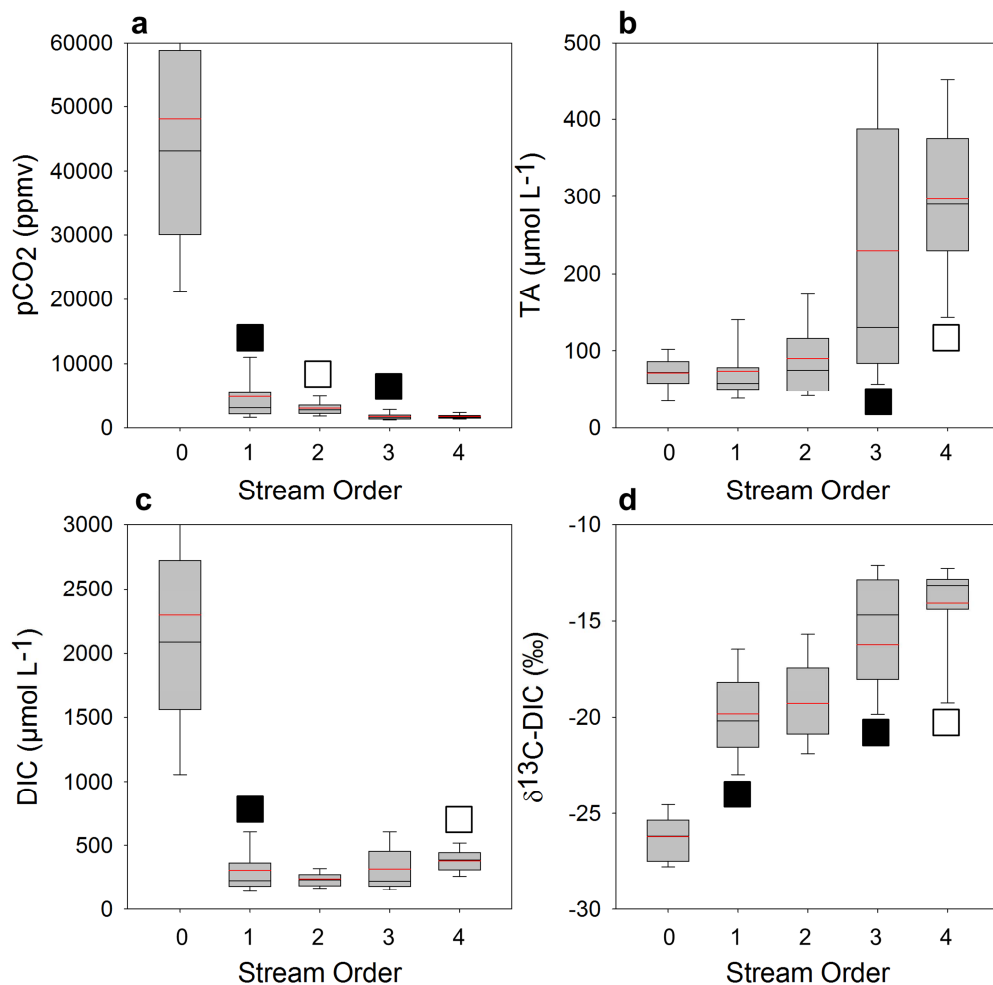 a
60000
50000
40000
30000
20000
10000
0
pCO2 (ppmv)
0 1 2 3 4
Stream Order
b
500
400
300
200
100
0
TA (µmol L-1)
0 1 2 3 4
Stream Order
c
3000
2500
2000
1500
1000
500
0
DIC (µmol L-1)
0 1 2 3 4
Stream Order
d
-10
-15
-20
-25
-30
δ13C-DIC (‰)
0 1 2 3 4
Stream Order